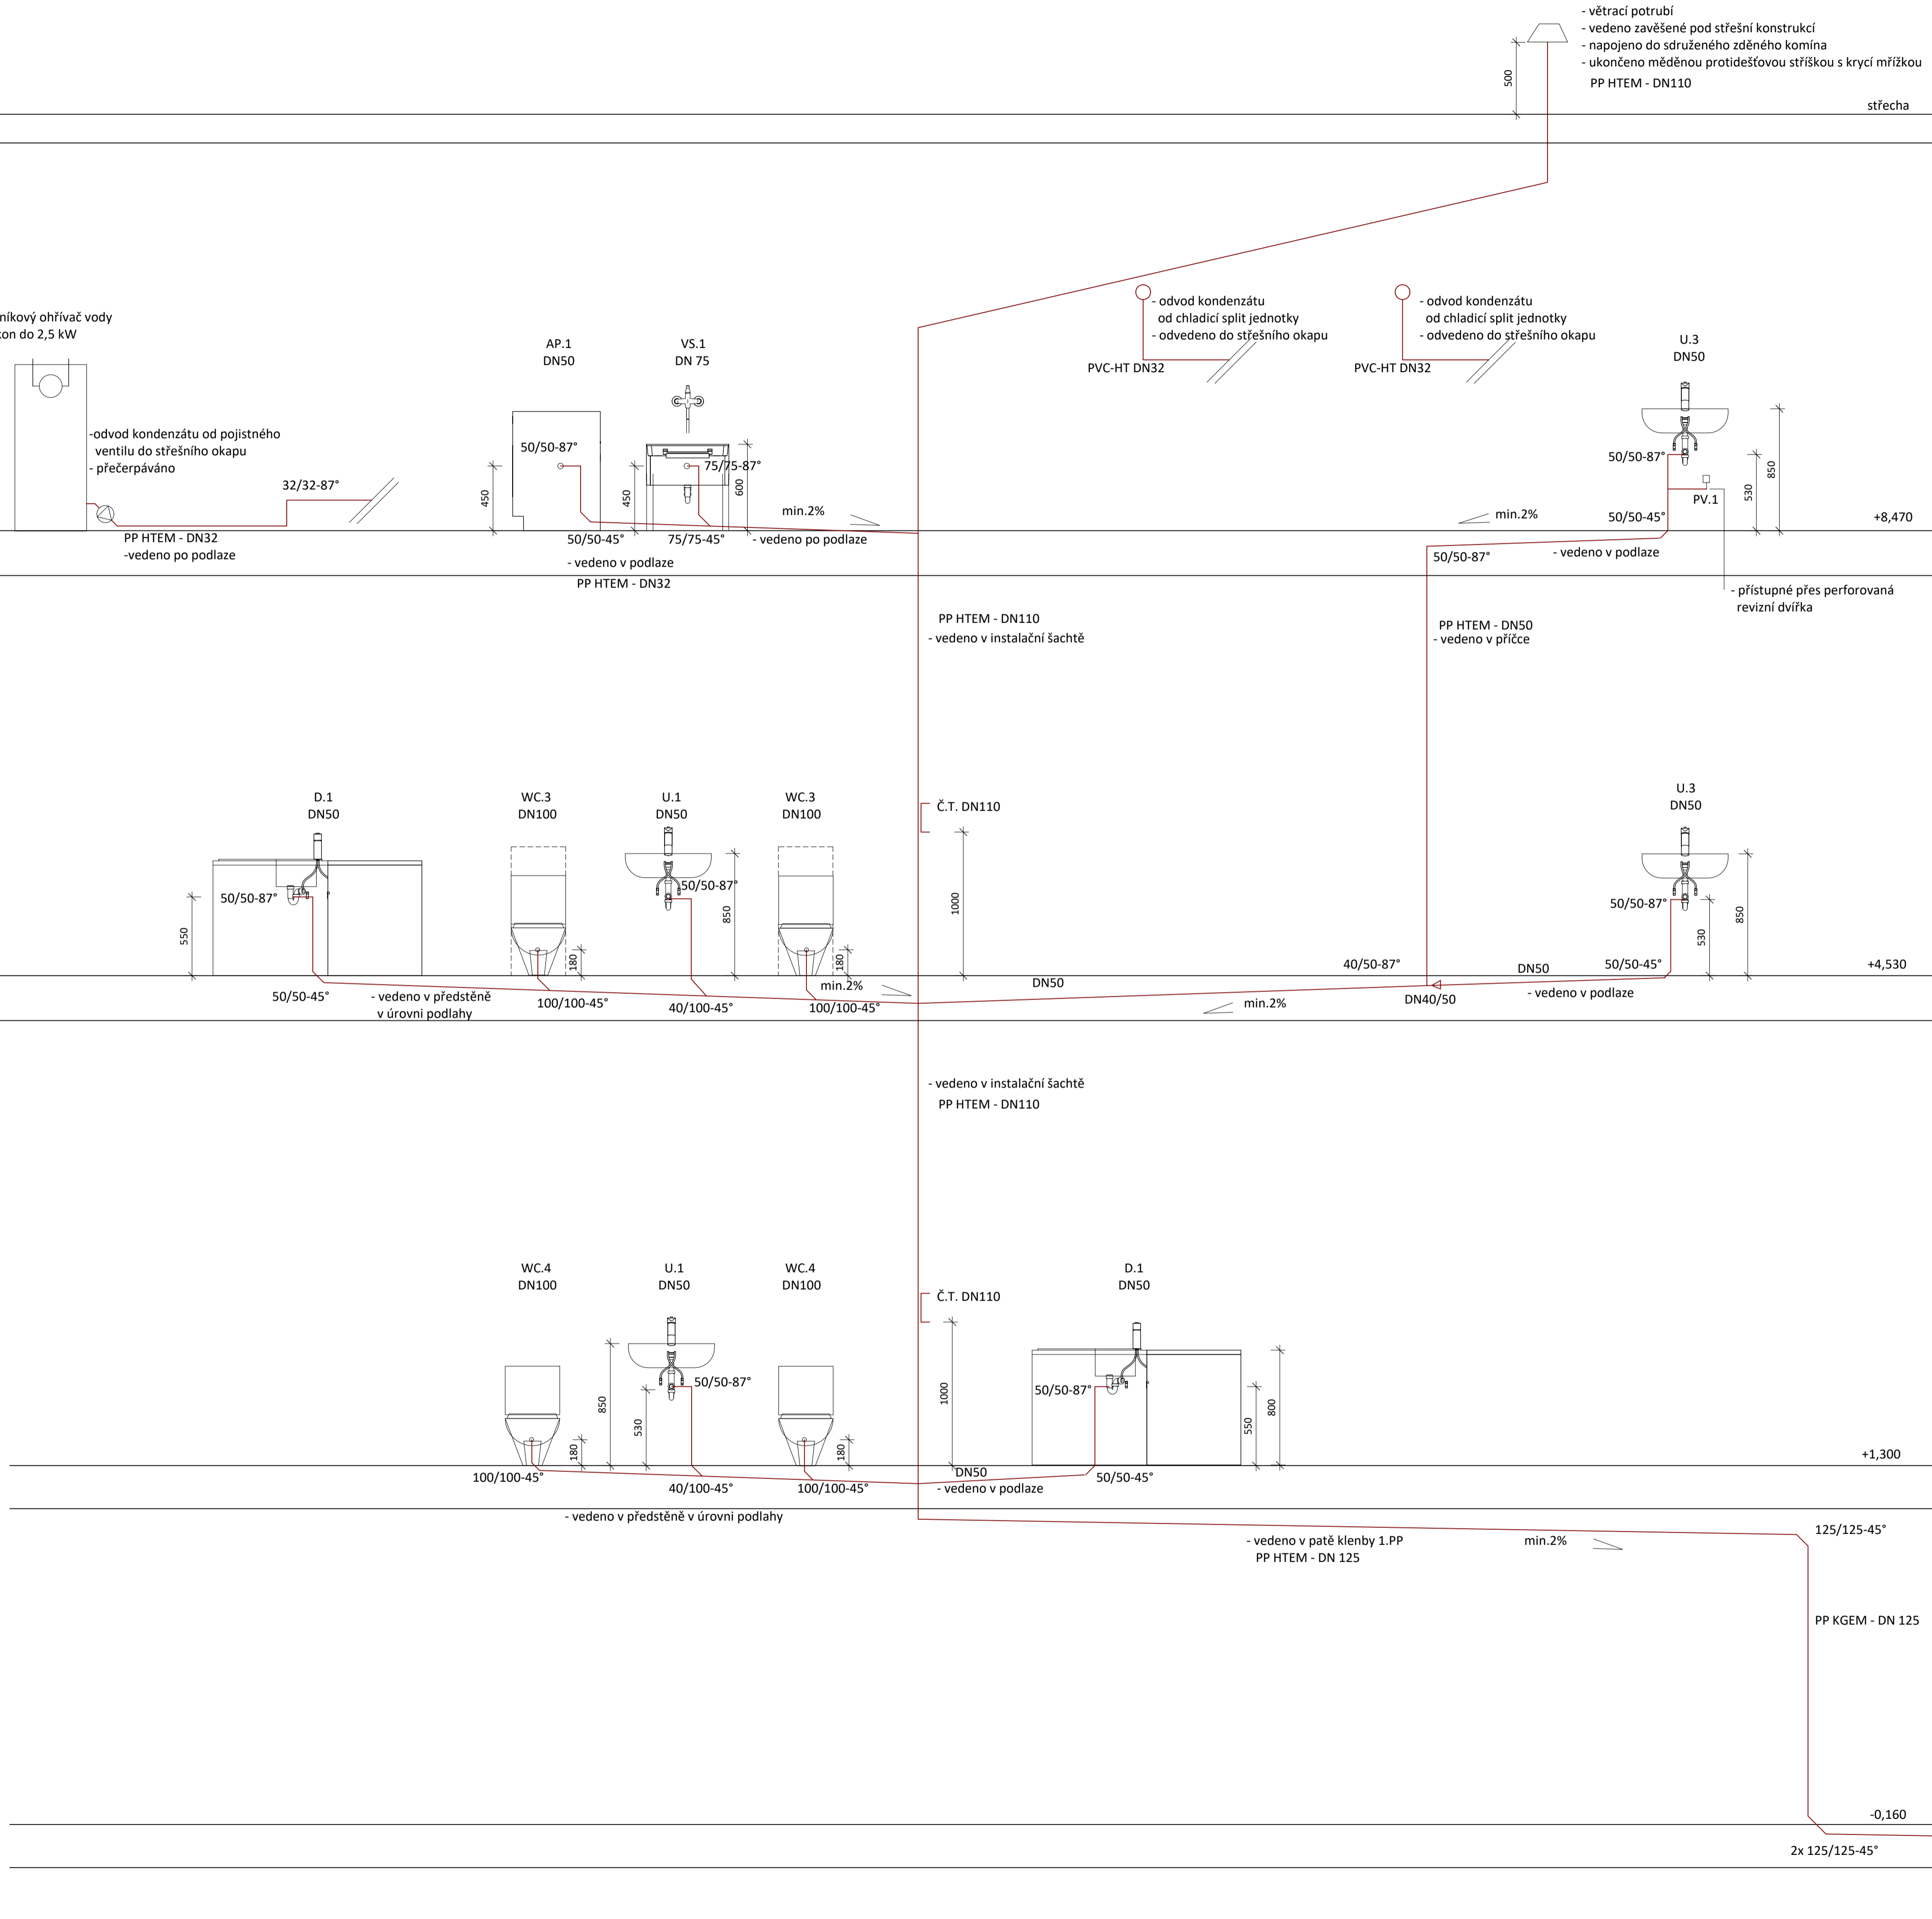 - větrací potrubí
- vedeno zavěšené pod střešní konstrukcí
- napojeno do sdruženého zděného komína
- ukončeno měděnou protidešťovou stříškou s krycí mřížkou
PP HTEM - DN110
500
střecha
níkový ohřívač vody
kon do 2,5 kW
-odvod kondenzátu od pojistného
ventilu do střešního okapu
- přečerpáváno
32/32-87°
PP HTEM - DN32
-vedeno po podlaze
AP.1
DN50
VS.1
DN 75
50/50-87°
75/75-87°
450
450
600
min.2%
50/50-45°
75/75-45°
- vedeno po podlaze
- vedeno v podlaze
PP HTEM - DN32
- odvod kondenzátu
od chladicí split jednotky
- odvedeno do střešního okapu
PVC-HT DN32
- odvod kondenzátu
od chladicí split jednotky
- odvedeno do střešního okapu
PVC-HT DN32
U.3
DN50
50/50-87°
PV.1
530
850
min.2%
50/50-45°
+8,470
50/50-87°
- vedeno v podlaze
- přístupné přes perforovaná
revizní dvířka
PP HTEM - DN110
- vedeno v instalační šachtě
PP HTEM - DN50
- vedeno v příčce
D.1
DN50
WC.3
DN100
U.1
DN50
WC.3
DN100
Č.T. DN110
U.3
DN50
50/50-87°
50/50-87°
50/50-87°
550
180
850
180
1000
530
850
40/50-87°
DN50
50/50-45°
+4,530
min.2%
DN50
50/50-45°
- vedeno v předstěně
v úrovni podlahy
100/100-45°
40/100-45°
100/100-45°
min.2%
DN40/50
- vedeno v podlaze
- vedeno v instalační šachtě
PP HTEM - DN110
WC.4
DN100
U.1
DN50
WC.4
DN100
Č.T. DN110
D.1
DN50
50/50-87°
50/50-87°
180
850
530
180
1000
550
800
+1,300
100/100-45°
40/100-45°
100/100-45°
DN50
- vedeno v podlaze
50/50-45°
- vedeno v předstěně v úrovni podlahy
- vedeno v patě klenby 1.PP
PP HTEM - DN 125
min.2%
125/125-45°
PP KGEM - DN 125
-0,160
2x 125/125-45°